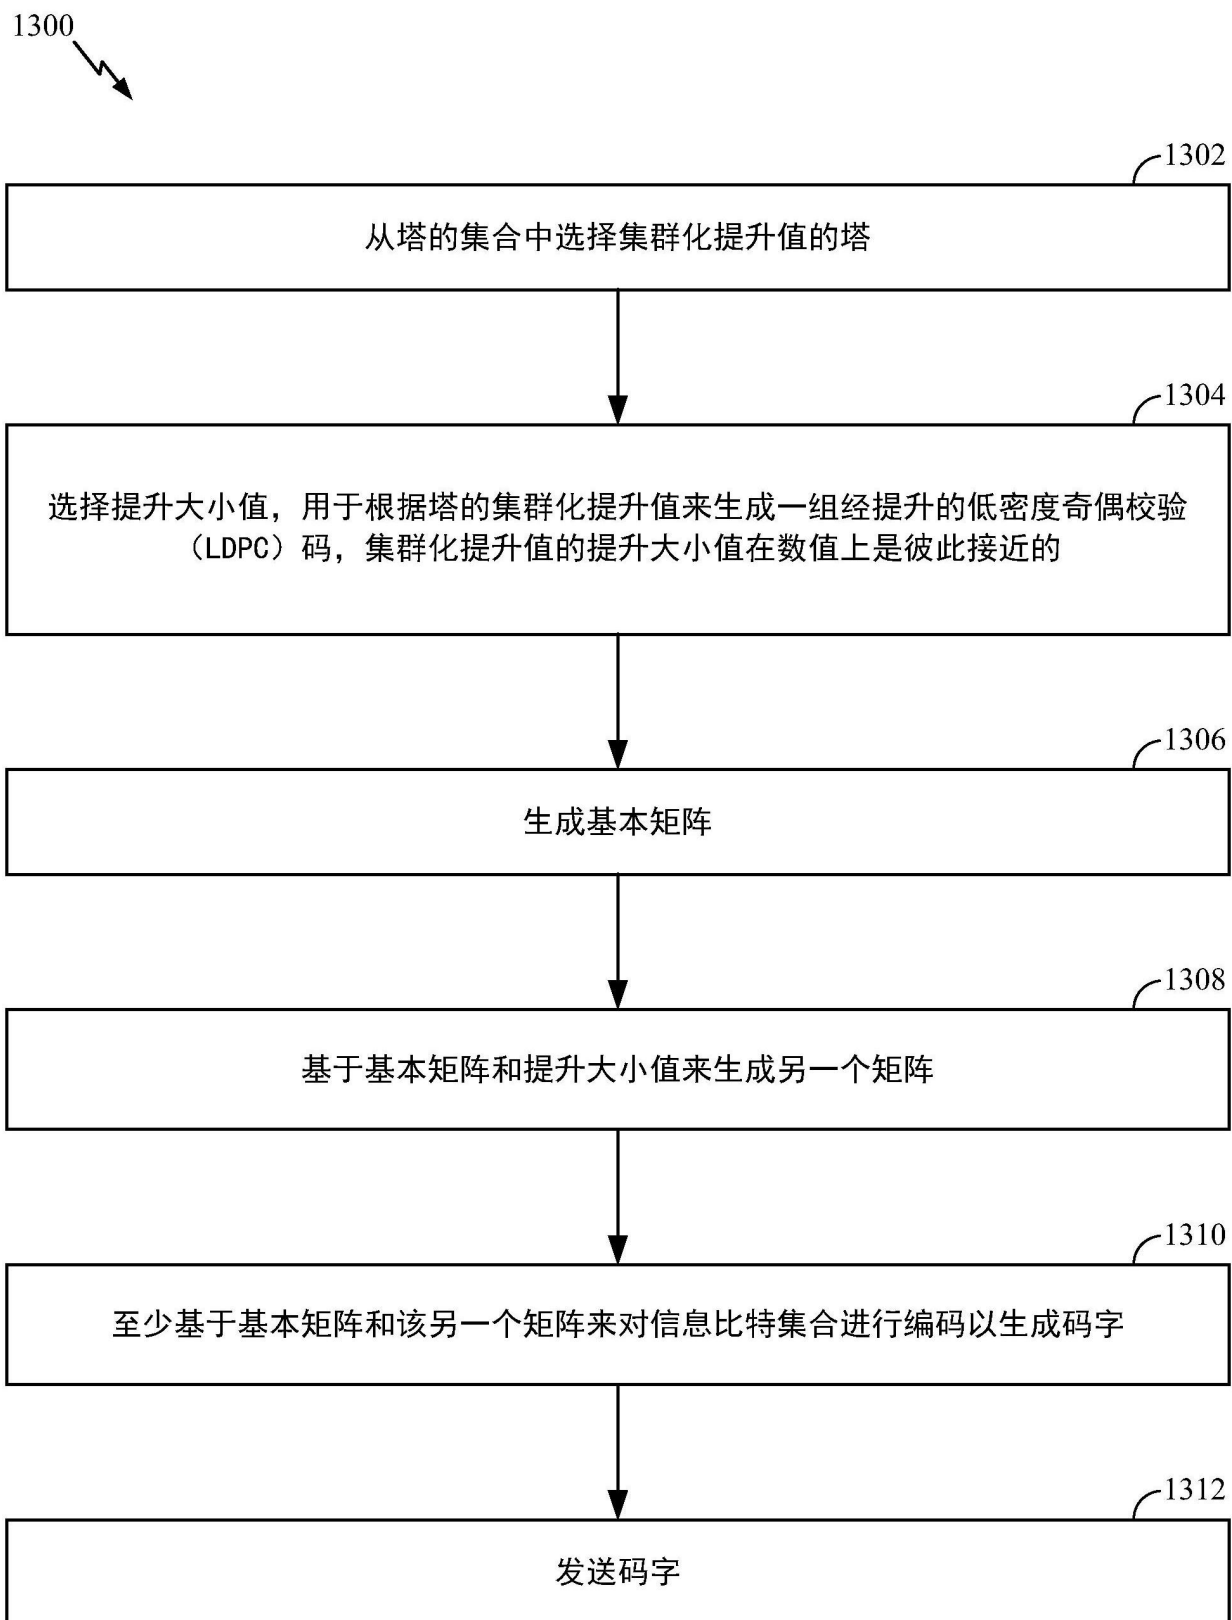 1300
1302
从塔的集合中选择集群化提升值的塔
1304
选择提升大小值，用于根据塔的集群化提升值来生成一组经提升的低密度奇偶校验
（LDPC）码，集群化提升值的提升大小值在数值上是彼此接近的
1306
生成基本矩阵
1308
基于基本矩阵和提升大小值来生成另一个矩阵
1310
至少基于基本矩阵和该另一个矩阵来对信息比特集合进行编码以生成码字
1312
发送码字